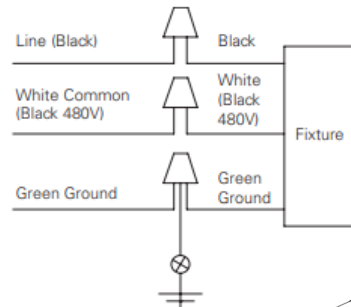 Line (Black)
Black
White Common
(Black 480V)
White
(Black
480V)
Fixture
Green Ground
Green
Ground